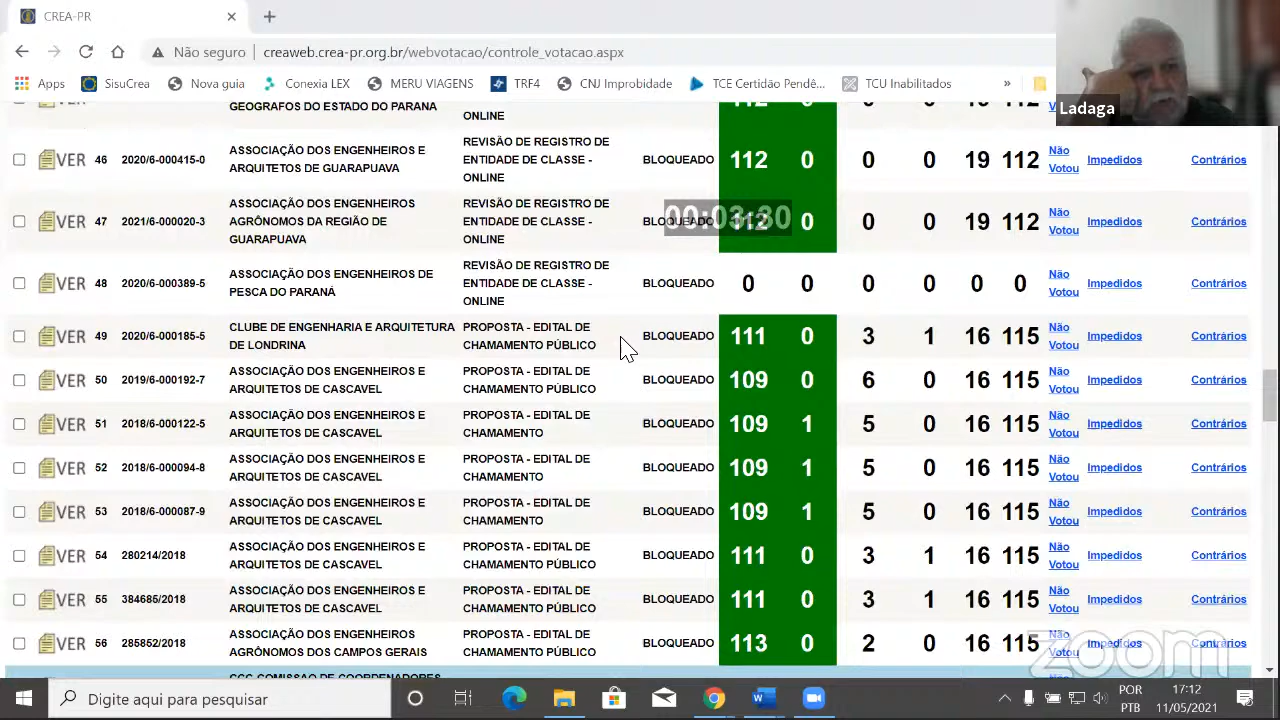 CREA-PR
Não seguro
creaweb.crea-pr.org.br/webvotacao/controle_votacao.aspx
Ladaga
Apps SisuCrea Nova guia Conexia LEX MERU VIAGENS TRF4 CNJ Improbidade TCE Certidão Pendê... TCU Inabilitados »
GEÓGRAFOS DO ESTADO DO PARANÁ
ONLINE
46 2020/6-000415-0 ASSOCIAÇÃO DOS ENGENHEIROS E ARQUITETOS DE GUARAPUAVA REVISÃO DE REGISTRO DE ENTIDADE DE CLASSE - ONLINE BLOQUEADO 112 0 0 0 19 112 Não Votou Impedidos Contrários
VER
47 2021/6-000020-3 ASSOCIAÇÃO DOS ENGENHEIROS AGRÔNOMOS DA REGIÃO DE GUARAPUAVA REVISÃO DE REGISTRO DE ENTIDADE DE CLASSE - ONLINE BLOQUEADO 112 0 0 0 19 112 Não Votou Impedidos Contrários
VER
00:03:30
48 2020/6-000389-5 ASSOCIAÇÃO DOS ENGENHEIROS DE PESCA DO PARANÁ REVISÃO DE REGISTRO DE ENTIDADE DE CLASSE - ONLINE BLOQUEADO 0 0 0 0 0 0 Não Votou Impedidos Contrários
VER
49 2020/6-000185-5 CLUBE DE ENGENHARIA E ARQUITETURA DE LONDRINA PROPOSTA - EDITAL DE CHAMAMENTO PÚBLICO BLOQUEADO 111 0 3 1 16 115 Não Votou Impedidos Contrários
VER
50 2019/6-000192-7 ASSOCIAÇÃO DOS ENGENHEIROS E ARQUITETOS DE CASCAVEL PROPOSTA - EDITAL DE CHAMAMENTO PÚBLICO BLOQUEADO 109 0 6 0 16 115 Não Votou Impedidos Contrários
VER
51 2018/6-000122-5 ASSOCIAÇÃO DOS ENGENHEIROS E ARQUITETOS DE CASCAVEL PROPOSTA - EDITAL DE CHAMAMENTO BLOQUEADO 109 1 5 0 16 115 Não Votou Impedidos Contrários
VER
52 2018/6-000094-8 ASSOCIAÇÃO DOS ENGENHEIROS E ARQUITETOS DE CASCAVEL PROPOSTA - EDITAL DE CHAMAMENTO BLOQUEADO 109 1 5 0 16 115 Não Votou Impedidos Contrários
VER
53 2018/6-000087-9 ASSOCIAÇÃO DOS ENGENHEIROS E ARQUITETOS DE CASCAVEL PROPOSTA - EDITAL DE CHAMAMENTO BLOQUEADO 109 1 5 0 16 115 Não Votou Impedidos Contrários
VER
54 280214/2018 ASSOCIAÇÃO DOS ENGENHEIROS E ARQUITETOS DE CASCAVEL PROPOSTA - EDITAL DE CHAMAMENTO PÚBLICO BLOQUEADO 111 0 3 1 16 115 Não Votou Impedidos Contrários
VER
55 384685/2018 ASSOCIAÇÃO DOS ENGENHEIROS E ARQUITETOS DE CASCAVEL PROPOSTA - EDITAL DE CHAMAMENTO PÚBLICO BLOQUEADO 111 0 3 1 16 115 Não Votou Impedidos Contrários
VER
56 285852/2018 ASSOCIAÇÃO DOS ENGENHEIROS AGRÔNOMOS DOS CAMPOS GERAIS. PROPOSTA - EDITAL DE CHAMAMENTO PÚBLICO BLOQUEADO 113 0 2 0 16 115 Não Votou Impedidos Contrários
VER
zoom
Digite aqui para pesquisar
POR
PTB
17:12
11/05/2021